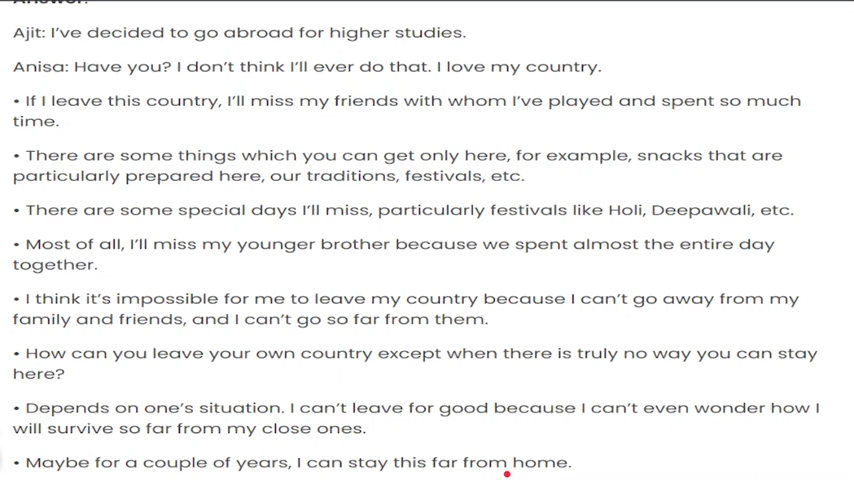 Answer:
Ajit: I've decided to go abroad for higher studies.
Anisa: Have you? I don't think I'll ever do that. I love my country.
• If I leave this country, I'll miss my friends with whom I've played and spent so much
time.
• There are some things which you can get only here, for example, snacks that are
particularly prepared here, our traditions, festivals, etc.
• There are some special days I'll miss, particularly festivals like Holi, Deepawali, etc.
• Most of all, I'll miss my younger brother because we spent almost the entire day
together.
• I think it's impossible for me to leave my country because I can't go away from my
family and friends, and I can't go so far from them.
• How can you leave your own country except when there is truly no way you can stay
here?
• Depends on one's situation. I can't leave for good because I can't even wonder how I
will survive so far from my close ones.
• Maybe for a couple of years, I can stay this far from home.